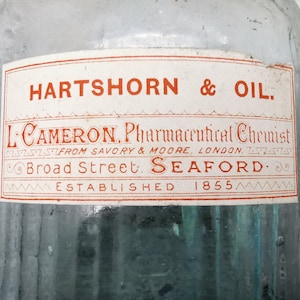 HARTSHORN & OIL.
L. CAMERON, Pharmaceutical Chemist
FROM SAVORY & MOORE, LONDON.
Broad Street, SEAFORD.
ESTABLISHED 1855